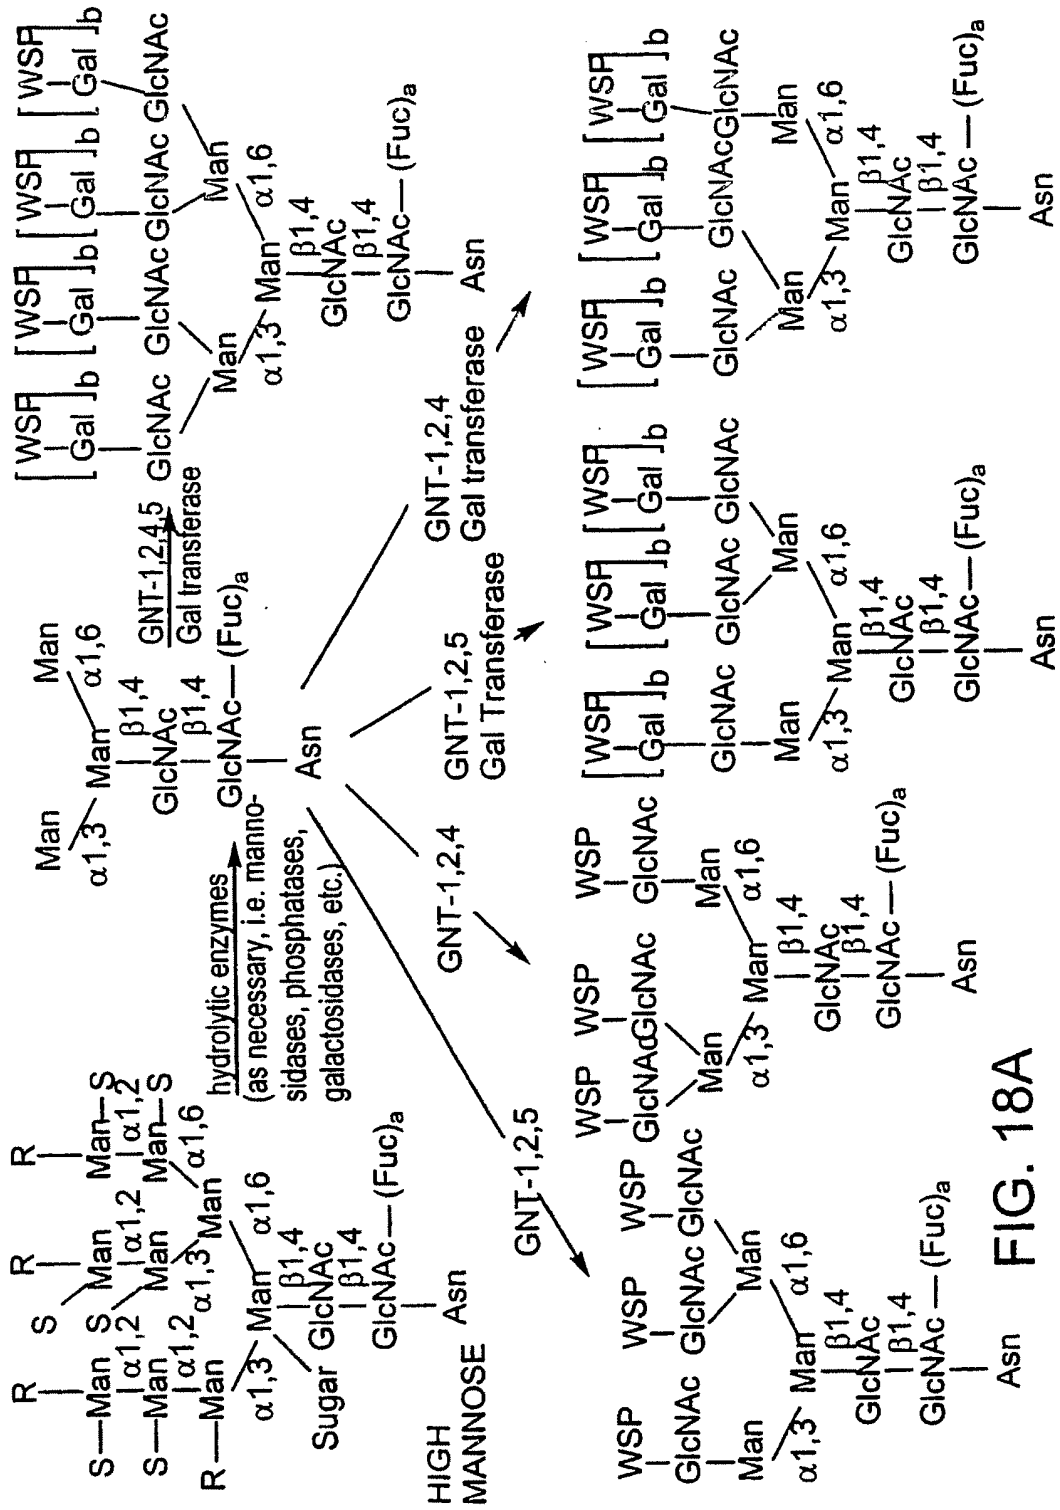 R R R
S
S—Man S Man Man—S
α1,2 α1,2 α1,2
S—Man Man Man—S
α1,2 α1,3 α1,6
R—Man Man
α1,3 α1,6
Man
Sugar β1,4
GlcNAc
β1,4
GlcNAc—(Fuc)a
Asn
HIGH
MANNOSE
hydrolytic enzymes
(as necessary, i.e. manno-
sidases, phosphatases,
galactosidases, etc.)
Man Man
α1,3 α1,6
Man
β1,4
GlcNAc
β1,4
GlcNAc—(Fuc)a
Asn
GNT-1,2,4,5
Gal transferase
[WSP [WSP [WSP [WSP
[Gal ]b [Gal ]b [Gal ]b [Gal ]b
GlcNAc GlcNAc GlcNAc GlcNAc
Man Man
α1,3 α1,6
Man
β1,4
GlcNAc
β1,4
GlcNAc—(Fuc)a
Asn
GNT-1,2,5
GNT-1,2,4
GNT-1,2,5
Gal Transferase
GNT-1,2,4
Gal transferase
WSP WSP WSP
GlcNAc GlcNAc GlcNAc
Man Man
α1,3 α1,6
Man
β1,4
GlcNAc
β1,4
GlcNAc—(Fuc)a
Asn
WSP WSP WSP
GlcNAc GlcNAc GlcNAc
Man Man
α1,3 α1,6
Man
β1,4
GlcNAc
β1,4
GlcNAc—(Fuc)a
Asn
[WSP [WSP [WSP
[Gal ]b [Gal ]b [Gal ]b
GlcNAc GlcNAc GlcNAc
Man Man
α1,3 α1,6
Man
β1,4
GlcNAc
β1,4
GlcNAc—(Fuc)a
Asn
[WSP [WSP [WSP
[Gal ]b [Gal ]b [Gal ]b
GlcNAc GlcNAc GlcNAc
Man Man
α1,3 α1,6
Man
β1,4
GlcNAc
β1,4
GlcNAc—(Fuc)a
Asn
FIG. 18A